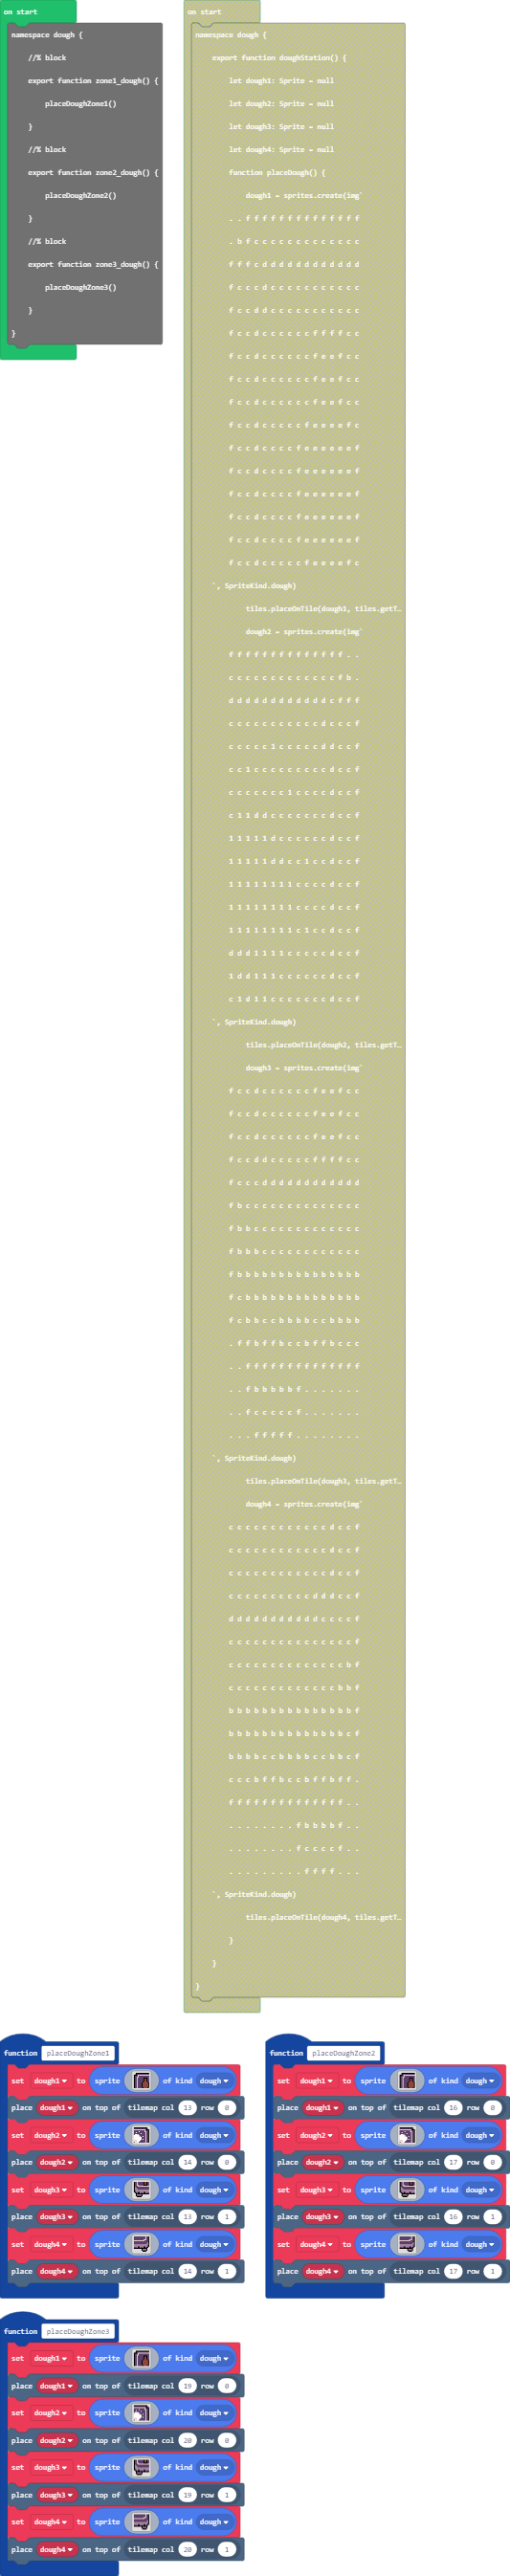 on start
namespace dough {
//% block
export function zone1_dough() {
placeDoughZone1()
}
//% block
export function zone2_dough() {
placeDoughZone2()
}
//% block
export function zone3_dough() {
placeDoughZone3()
}
}
on start
namespace dough {
export function doughStation() {
let dough1: Sprite = null
let dough2: Sprite = null
let dough3: Sprite = null
let dough4: Sprite = null
function placeDough() {
dough1 = sprites.create(img`
. . f f f f f f f f f f f f f f
. b f c c c c c c c c c c c c c
f f f c d d d d d d d d d d d d
f c c c d c c c c c c c c c c c
f c c d d c c c c c c c c c c c
f c c d c c c c c c f f f f c c
f c c d c c c c c c f e e f c c
f c c d c c c c c c f e e f c c
f c c d c c c c c c f e e f c c
f c c d c c c c c f e e e e f c
f c c d c c c c f e e e e e e f
f c c d c c c c f e e e e e e f
f c c d c c c c f e e e e e e f
f c c d c c c c f e e e e e e f
f c c d c c c c f e e e e e e f
f c c d c c c c c f e e e e f c
`, SpriteKind.dough)
tiles.placeOnTile(dough1, tiles.getT…
dough2 = sprites.create(img`
f f f f f f f f f f f f f f . .
c c c c c c c c c c c c c f b .
d d d d d d d d d d d d c f f f
c c c c c c c c c c c d c c c f
c c c c c 1 c c c c c d d c c f
c c 1 c c c c c c c c c d c c f
c c c c c c c 1 c c c c d c c f
c 1 1 d d c c c c c c c d c c f
1 1 1 1 1 d c c c c c c d c c f
1 1 1 1 1 d d c c 1 c c d c c f
1 1 1 1 1 1 1 1 c c c c d c c f
1 1 1 1 1 1 1 1 c c c c d c c f
1 1 1 1 1 1 1 1 c 1 c c d c c f
d d d 1 1 1 1 c c c c c d c c f
1 d d 1 1 1 c c c c c c d c c f
c 1 d 1 1 c c c c c c c d c c f
`, SpriteKind.dough)
tiles.placeOnTile(dough2, tiles.getT…
dough3 = sprites.create(img`
f c c d c c c c c c f e e f c c
f c c d c c c c c c f e e f c c
f c c d c c c c c c f e e f c c
f c c d d c c c c c f f f f c c
f c c c d d d d d d d d d d d d
f b c c c c c c c c c c c c c c
f b b c c c c c c c c c c c c c
f b b b c c c c c c c c c c c c
f b b b b b b b b b b b b b b b
f c b b b b b b b b b b b b b b
f c b b c c b b b b c c b b b b
. f f b f f b c c b f f b c c c
. . f f f f f f f f f f f f f f
. . f b b b b b f . . . . . . .
. . f c c c c c f . . . . . . .
. . . f f f f f . . . . . . . .
`, SpriteKind.dough)
tiles.placeOnTile(dough3, tiles.getT…
dough4 = sprites.create(img`
c c c c c c c c c c c c d c c f
c c c c c c c c c c c c d c c f
c c c c c c c c c c c c d c c f
c c c c c c c c c c d d d c c f
d d d d d d d d d d d c c c c f
c c c c c c c c c c c c c c c f
c c c c c c c c c c c c c c b f
c c c c c c c c c c c c c b b f
b b b b b b b b b b b b b b b f
b b b b b b b b b b b b b b c f
b b b b c c b b b b c c b b c f
c c c b f f b c c b f f b f f .
f f f f f f f f f f f f f f . .
. . . . . . . . f b b b b f . .
. . . . . . . . f c c c c f . .
. . . . . . . . . f f f f . . .
`, SpriteKind.dough)
tiles.placeOnTile(dough4, tiles.getT…
}
}
}
function placeDoughZone1
set dough1 to sprite of kind dough
place dough1 on top of tilemap col 13 row 0
set dough2 to sprite of kind dough
place dough2 on top of tilemap col 14 row 0
set dough3 to sprite of kind dough
place dough3 on top of tilemap col 13 row 1
set dough4 to sprite of kind dough
place dough4 on top of tilemap col 14 row 1
function placeDoughZone2
set dough1 to sprite of kind dough
place dough1 on top of tilemap col 16 row 0
set dough2 to sprite of kind dough
place dough2 on top of tilemap col 17 row 0
set dough3 to sprite of kind dough
place dough3 on top of tilemap col 16 row 1
set dough4 to sprite of kind dough
place dough4 on top of tilemap col 17 row 1
function placeDoughZone3
set dough1 to sprite of kind dough
place dough1 on top of tilemap col 19 row 0
set dough2 to sprite of kind dough
place dough2 on top of tilemap col 20 row 0
set dough3 to sprite of kind dough
place dough3 on top of tilemap col 19 row 1
set dough4 to sprite of kind dough
place dough4 on top of tilemap col 20 row 1